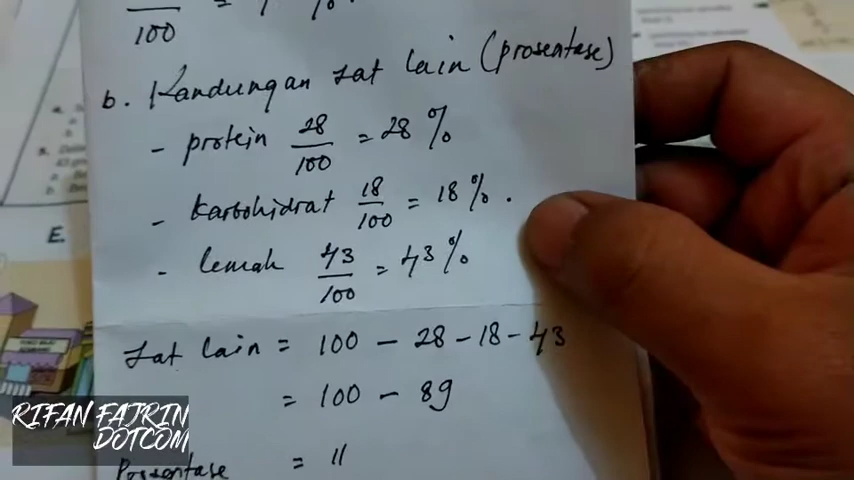 100 = %
b. Kandungan zat lain (prosentase)
- protein 28/100 = 28 %
- karbohidrat 18/100 = 18 % .
- lemak 43/100 = 43 %
zat lain = 100 - 28 - 18 - 43
= 100 - 89
Prosentase = 11
E.
RIFAN FAJRIN
DOTCOM